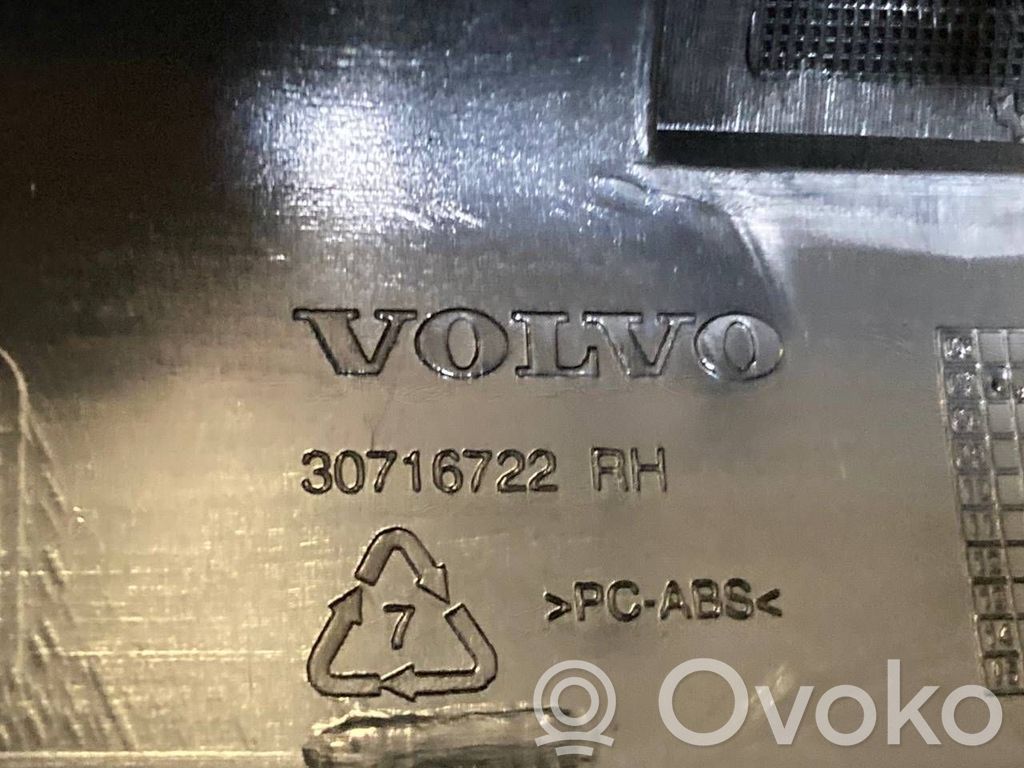 VOLVO
30716722 RH
7
>PC-ABS<
Ovoko